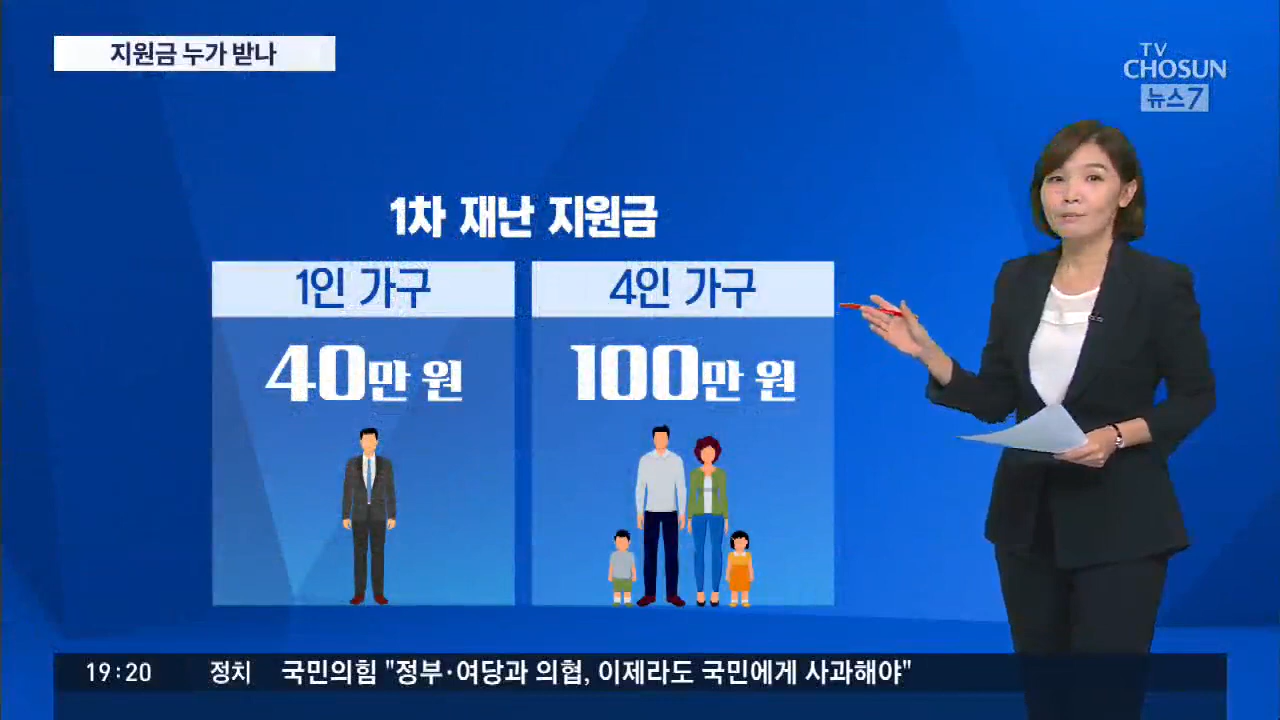 지원금 누가 받나
TV
CHOSUN
뉴스7
1차 재난 지원금
1인 가구
4인 가구
40만 원
100만 원
19:20 정치 국민의힘 "정부·여당과 의협, 이제라도 국민에게 사과해야"